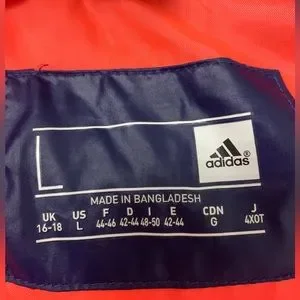 L
adidas®
MADE IN BANGLADESH
UK US F D I E CDN J
16-18 L 44-46 42-44 48-50 42-44 G 4XOT